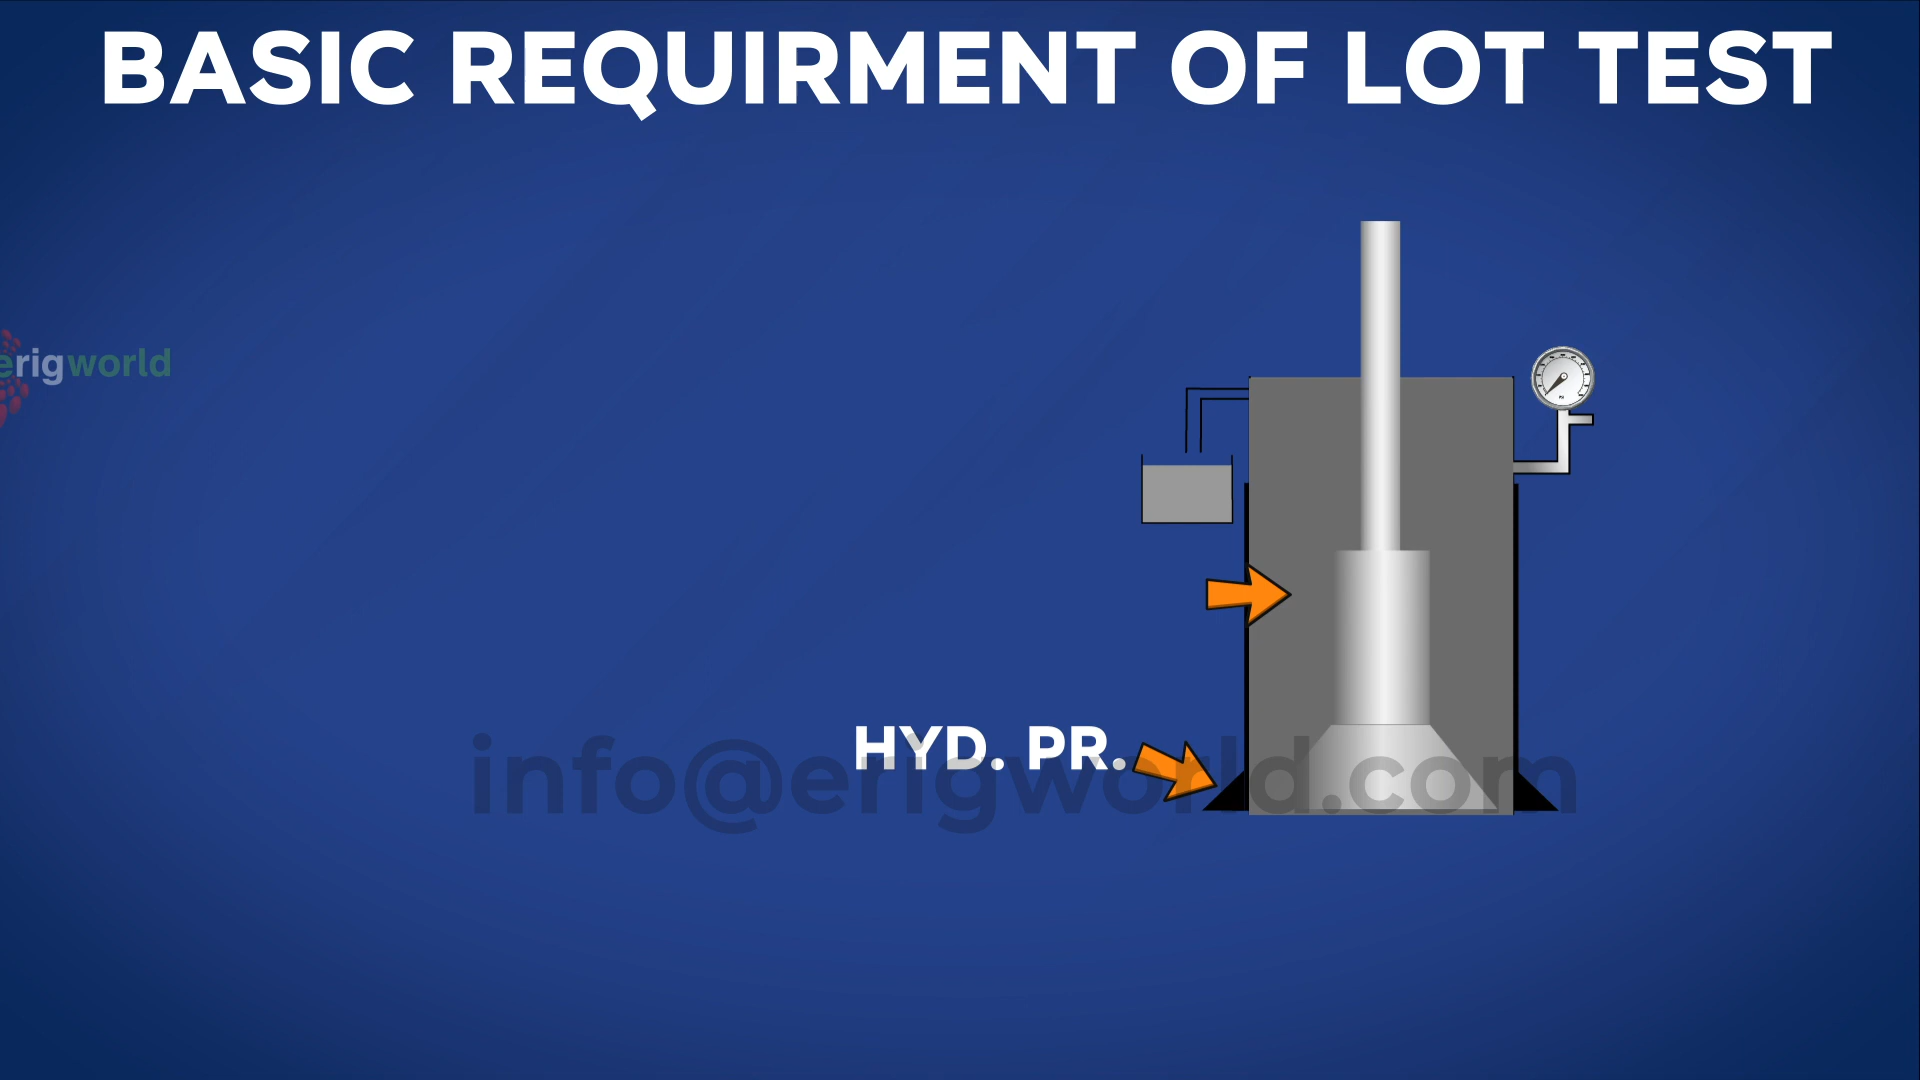 BASIC REQUIRMENT OF LOT TEST
erigworld
HYD. PR.
info@erigworld.com